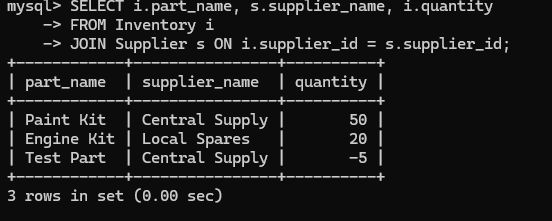 mysql> SELECT i.part_name, s.supplier_name, i.quantity
    -> FROM Inventory i
    -> JOIN Supplier s ON i.supplier_id = s.supplier_id;
+------------+----------------+----------+
| part_name  | supplier_name  | quantity |
+------------+----------------+----------+
| Paint Kit  | Central Supply |       50 |
| Engine Kit | Local Spares   |       20 |
| Test Part  | Central Supply |       -5 |
+------------+----------------+----------+
3 rows in set (0.00 sec)